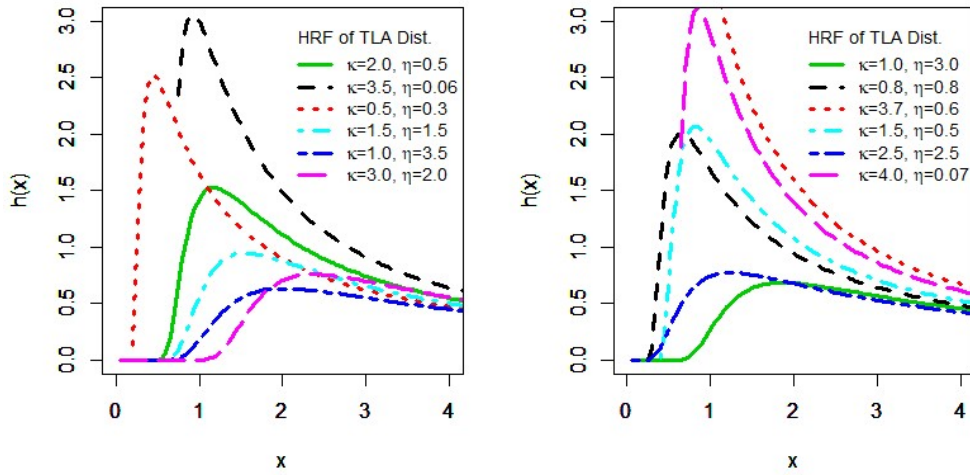 HRF of TLA Dist.
κ=2.0, η=0.5
κ=3.5, η=0.06
κ=0.5, η=0.3
κ=1.5, η=1.5
κ=1.0, η=3.5
κ=3.0, η=2.0
h(x)
0.0 0.5 1.0 1.5 2.0 2.5 3.0
0 1 2 3 4
x
HRF of TLA Dist.
κ=1.0, η=3.0
κ=0.8, η=0.8
κ=3.7, η=0.6
κ=1.5, η=0.5
κ=2.5, η=2.5
κ=4.0, η=0.07
h(x)
0.0 0.5 1.0 1.5 2.0 2.5 3.0
0 1 2 3 4
x